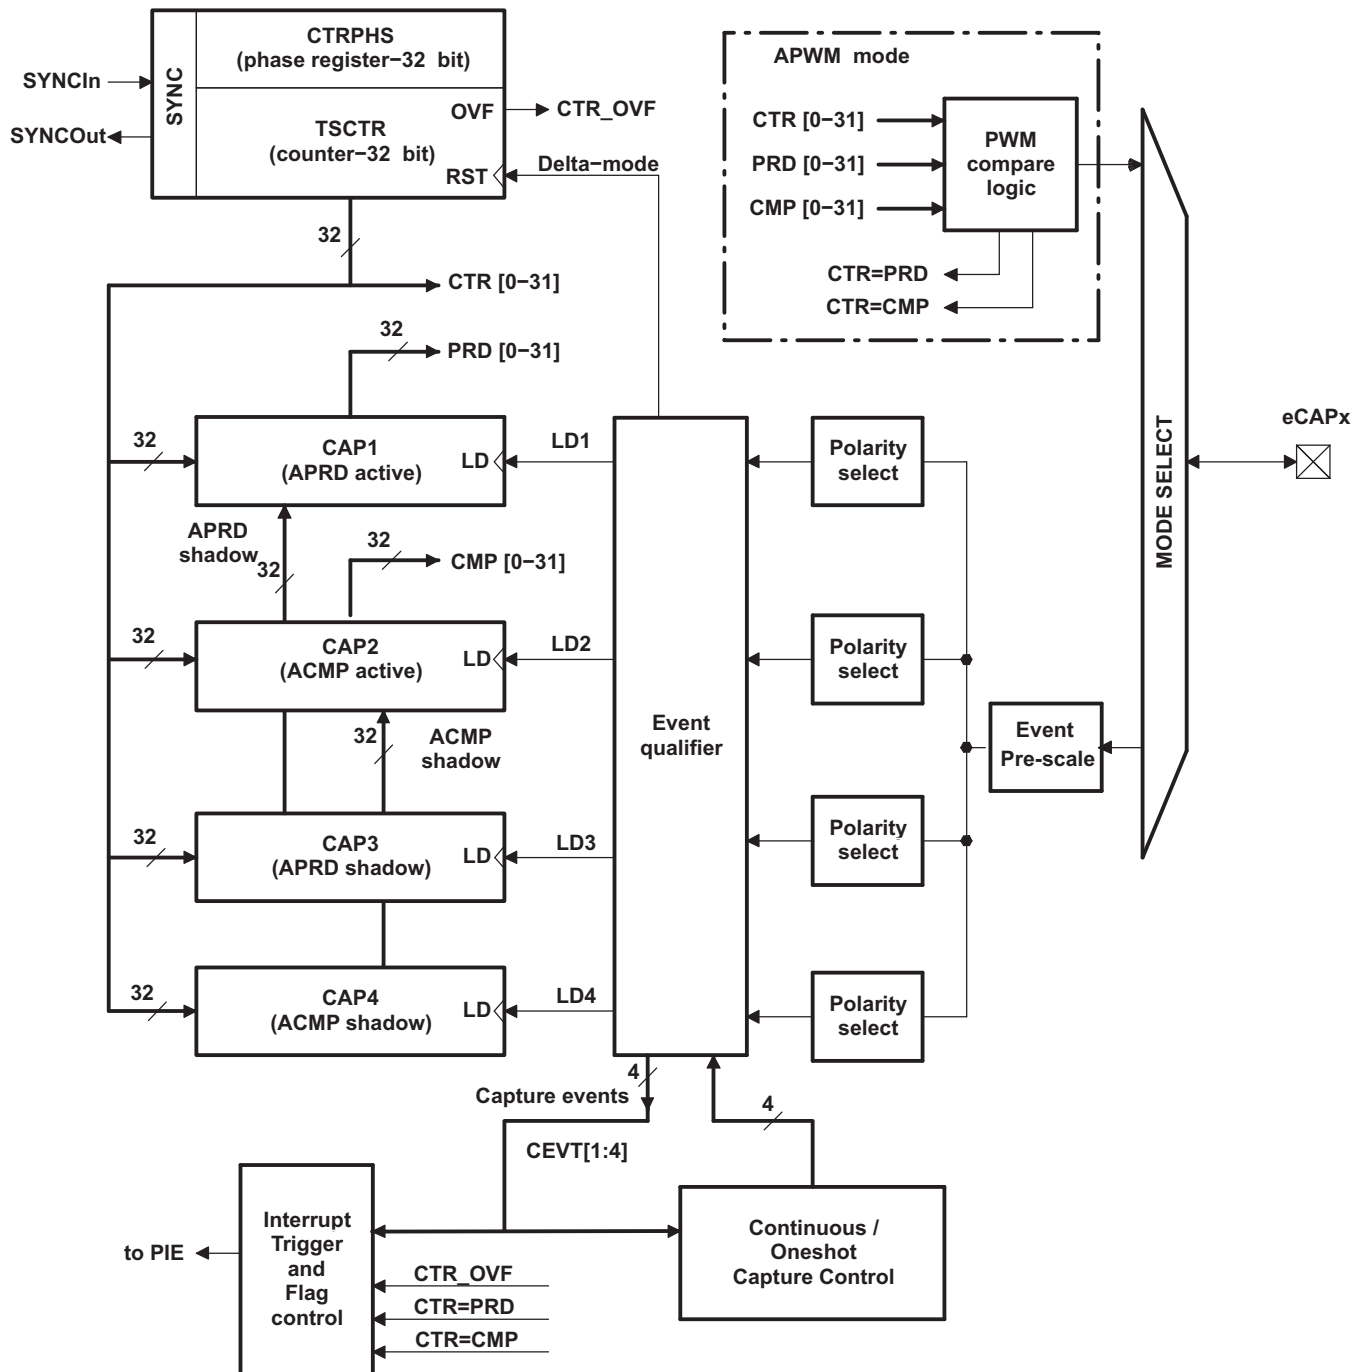 CTRPHS
(phase register−32 bit)
SYNC
SYNCIn
SYNCOut
OVF
CTR_OVF
TSCTR
(counter−32 bit)
RST
Delta−mode
32
CTR [0−31]
32
PRD [0−31]
APWM mode
CTR [0−31]
PRD [0−31]
CMP [0−31]
PWM
compare
logic
CTR=PRD
CTR=CMP
MODE SELECT
eCAPx
32
CAP1
(APRD active)
LD
LD1
Polarity
select
APRD
shadow
32
32
CMP [0−31]
32
CAP2
(ACMP active)
LD
LD2
Polarity
select
Event
qualifier
Event
Pre-scale
32
ACMP
shadow
32
CAP3
(APRD shadow)
LD
LD3
Polarity
select
32
CAP4
(ACMP shadow)
LD
LD4
Polarity
select
4
Capture events
CEVT[1:4]
4
Interrupt
Trigger
and
Flag
control
to PIE
CTR_OVF
CTR=PRD
CTR=CMP
Continuous /
Oneshot
Capture Control